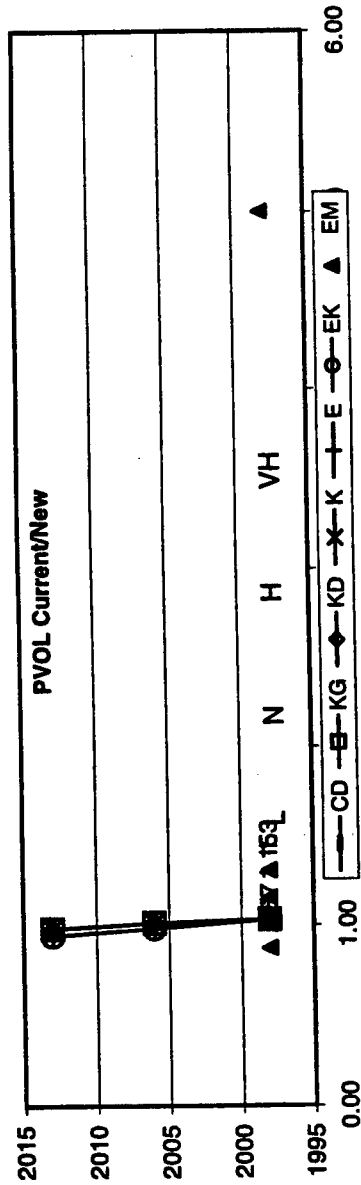 PVOL Current/New
2015
2010
2005
2000
1995
0.00
1.00
6.00
L
N
H
VH
CD KG KD K E EK EM